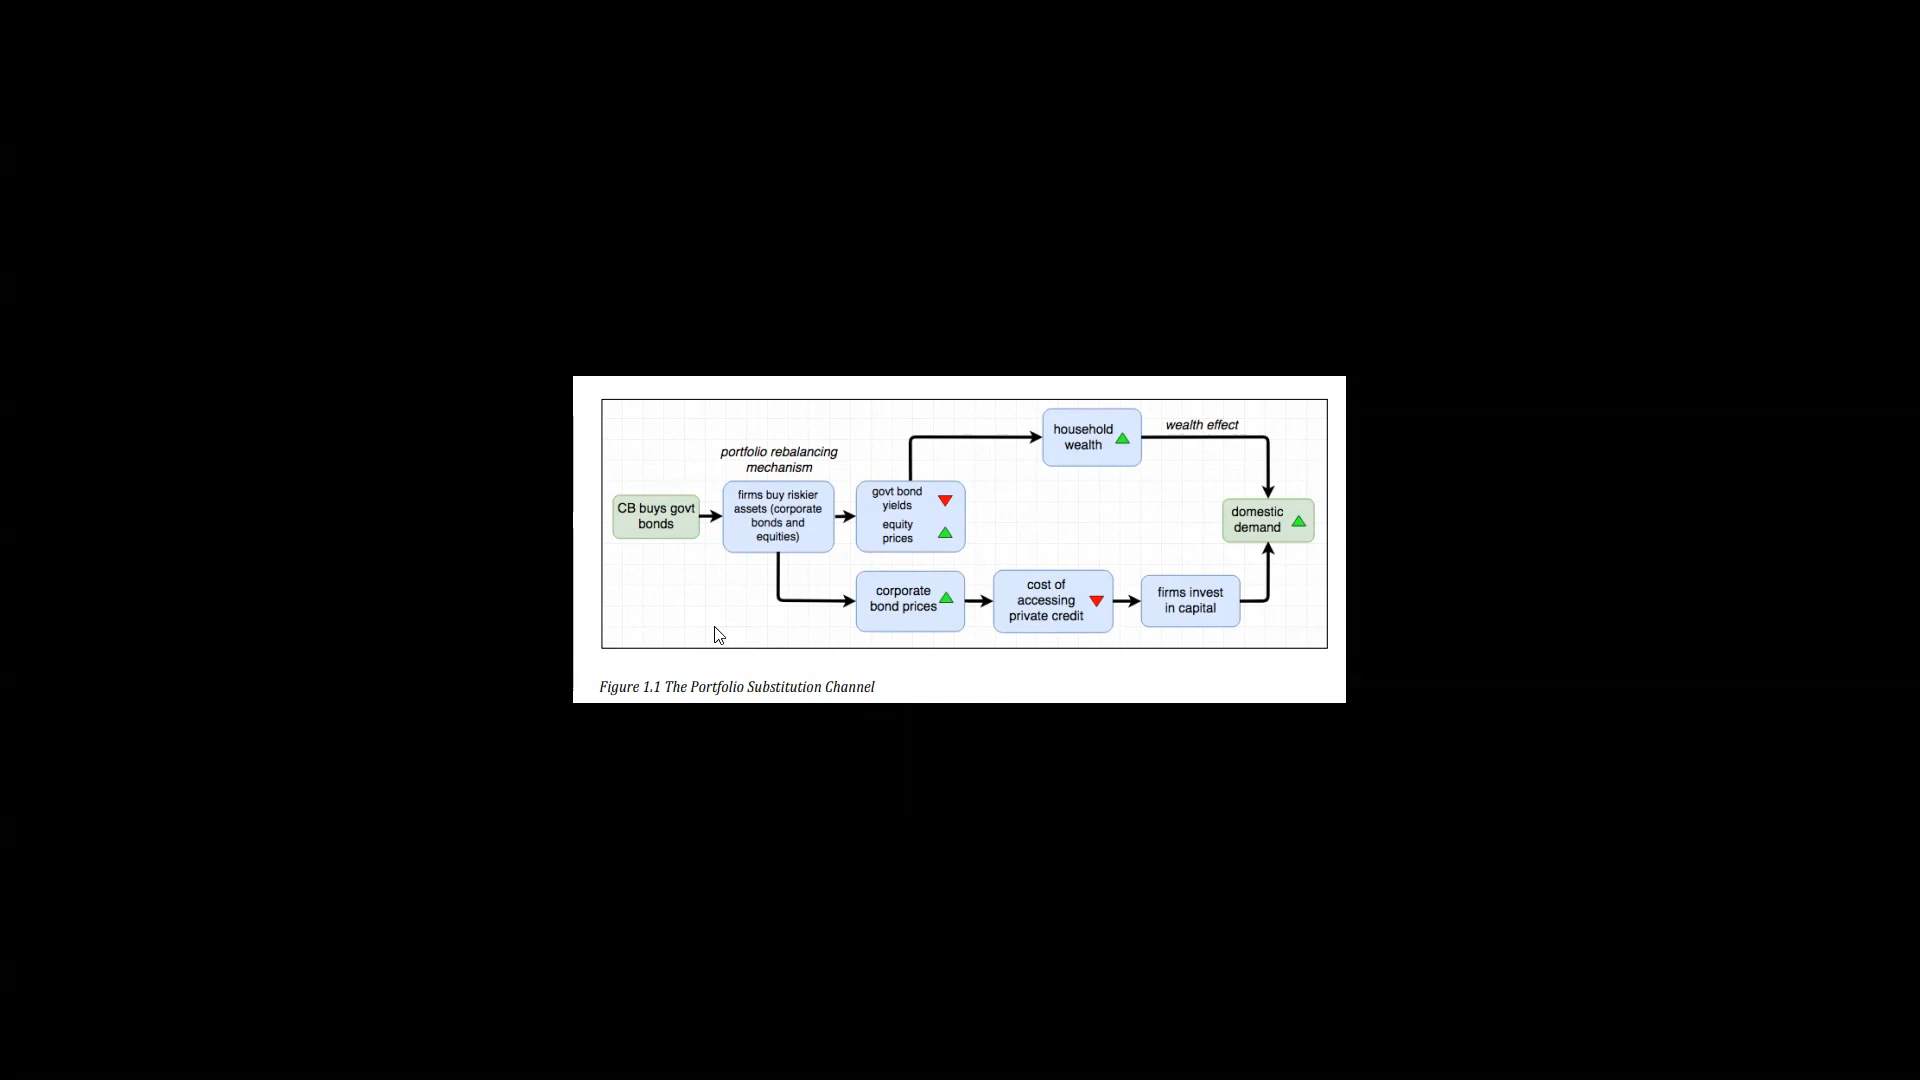 household
wealth
wealth effect
portfolio rebalancing
mechanism
CB buys govt
bonds
firms buy riskier
assets (corporate
bonds and
equities)
govt bond
yields
equity
prices
domestic
demand
corporate
bond prices
cost of
accessing
private credit
firms invest
in capital
Figure 1.1 The Portfolio Substitution Channel